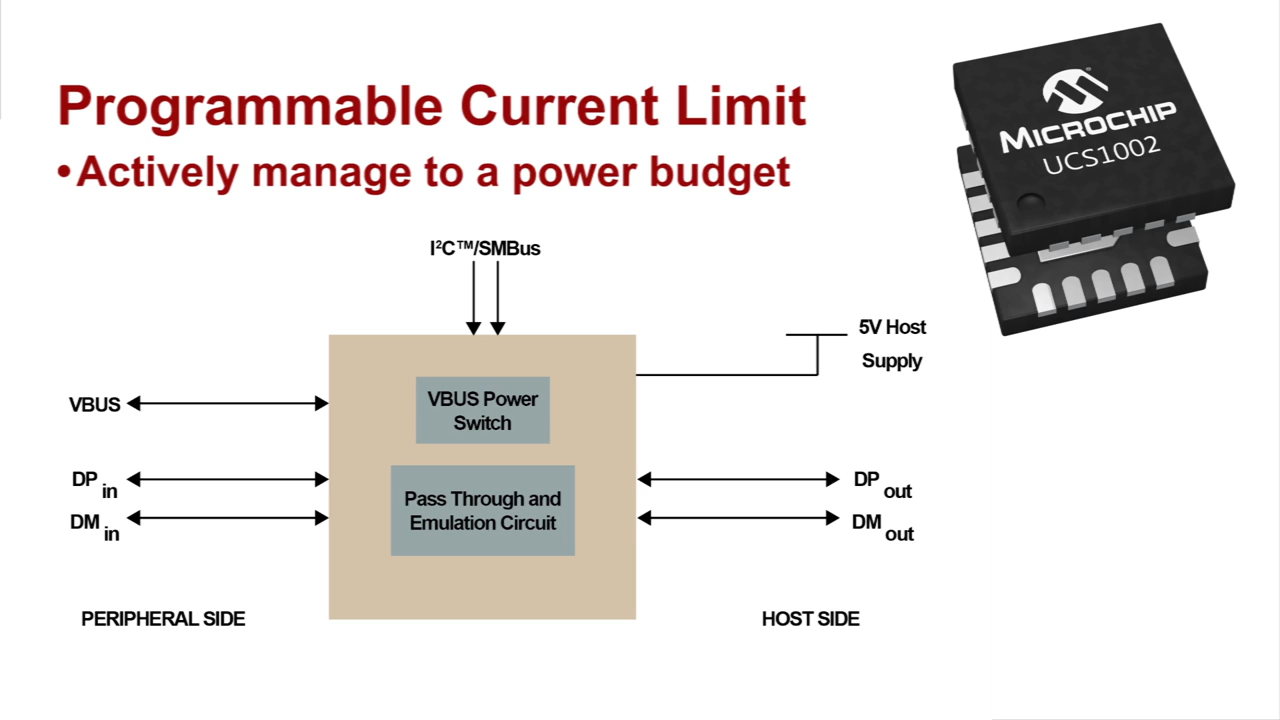 Programmable Current Limit
•Actively manage to a power budget
MICROCHIP
UCS1002
I²C™/SMBus
5V Host
Supply
VBUS
VBUS Power
Switch
DP in
DM in
Pass Through and
Emulation Circuit
DP out
DM out
PERIPHERAL SIDE
HOST SIDE